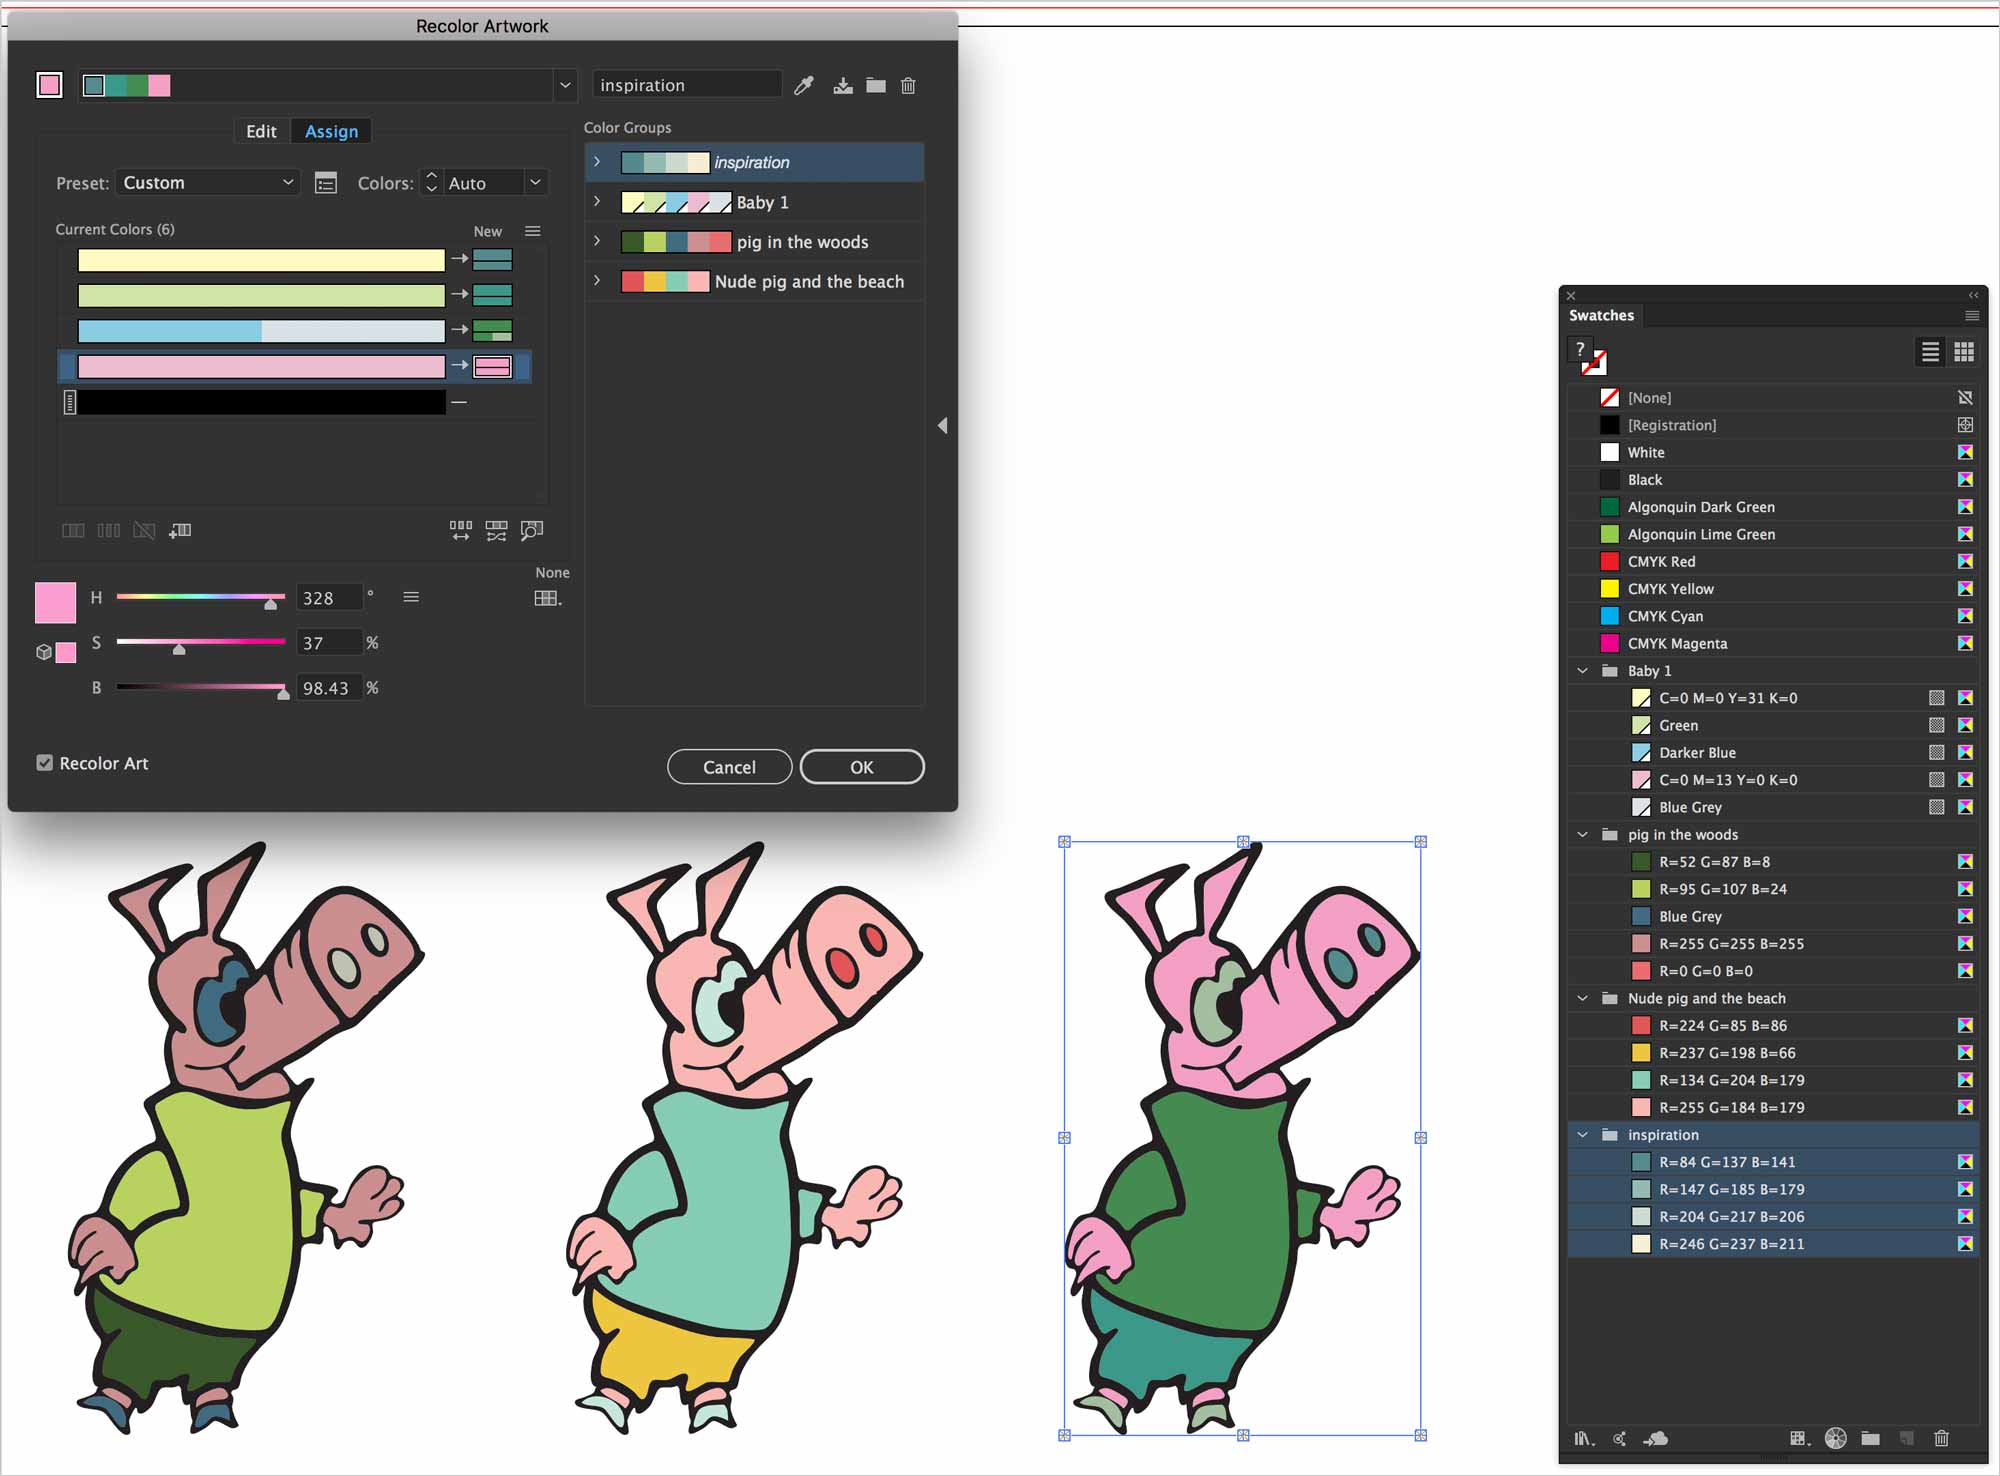 Recolor Artwork
inspiration
Edit Assign
Color Groups
Preset: Custom Colors: Auto
Current Colors (6) New
inspiration
Baby 1
pig in the woods
Nude pig and the beach
None
H 328 °
S 37 %
B 98.43 %
Recolor Art
Cancel OK
Swatches
?
[None]
[Registration]
White
Black
Algonquin Dark Green
Algonquin Lime Green
CMYK Red
CMYK Yellow
CMYK Cyan
CMYK Magenta
Baby 1
C=0 M=0 Y=31 K=0
Green
Darker Blue
C=0 M=13 Y=0 K=0
Blue Grey
pig in the woods
R=52 G=87 B=8
R=95 G=107 B=24
Blue Grey
R=255 G=255 B=255
R=0 G=0 B=0
Nude pig and the beach
R=224 G=85 B=86
R=237 G=198 B=66
R=134 G=204 B=179
R=255 G=184 B=179
inspiration
R=84 G=137 B=141
R=147 G=185 B=179
R=204 G=217 B=206
R=246 G=237 B=211